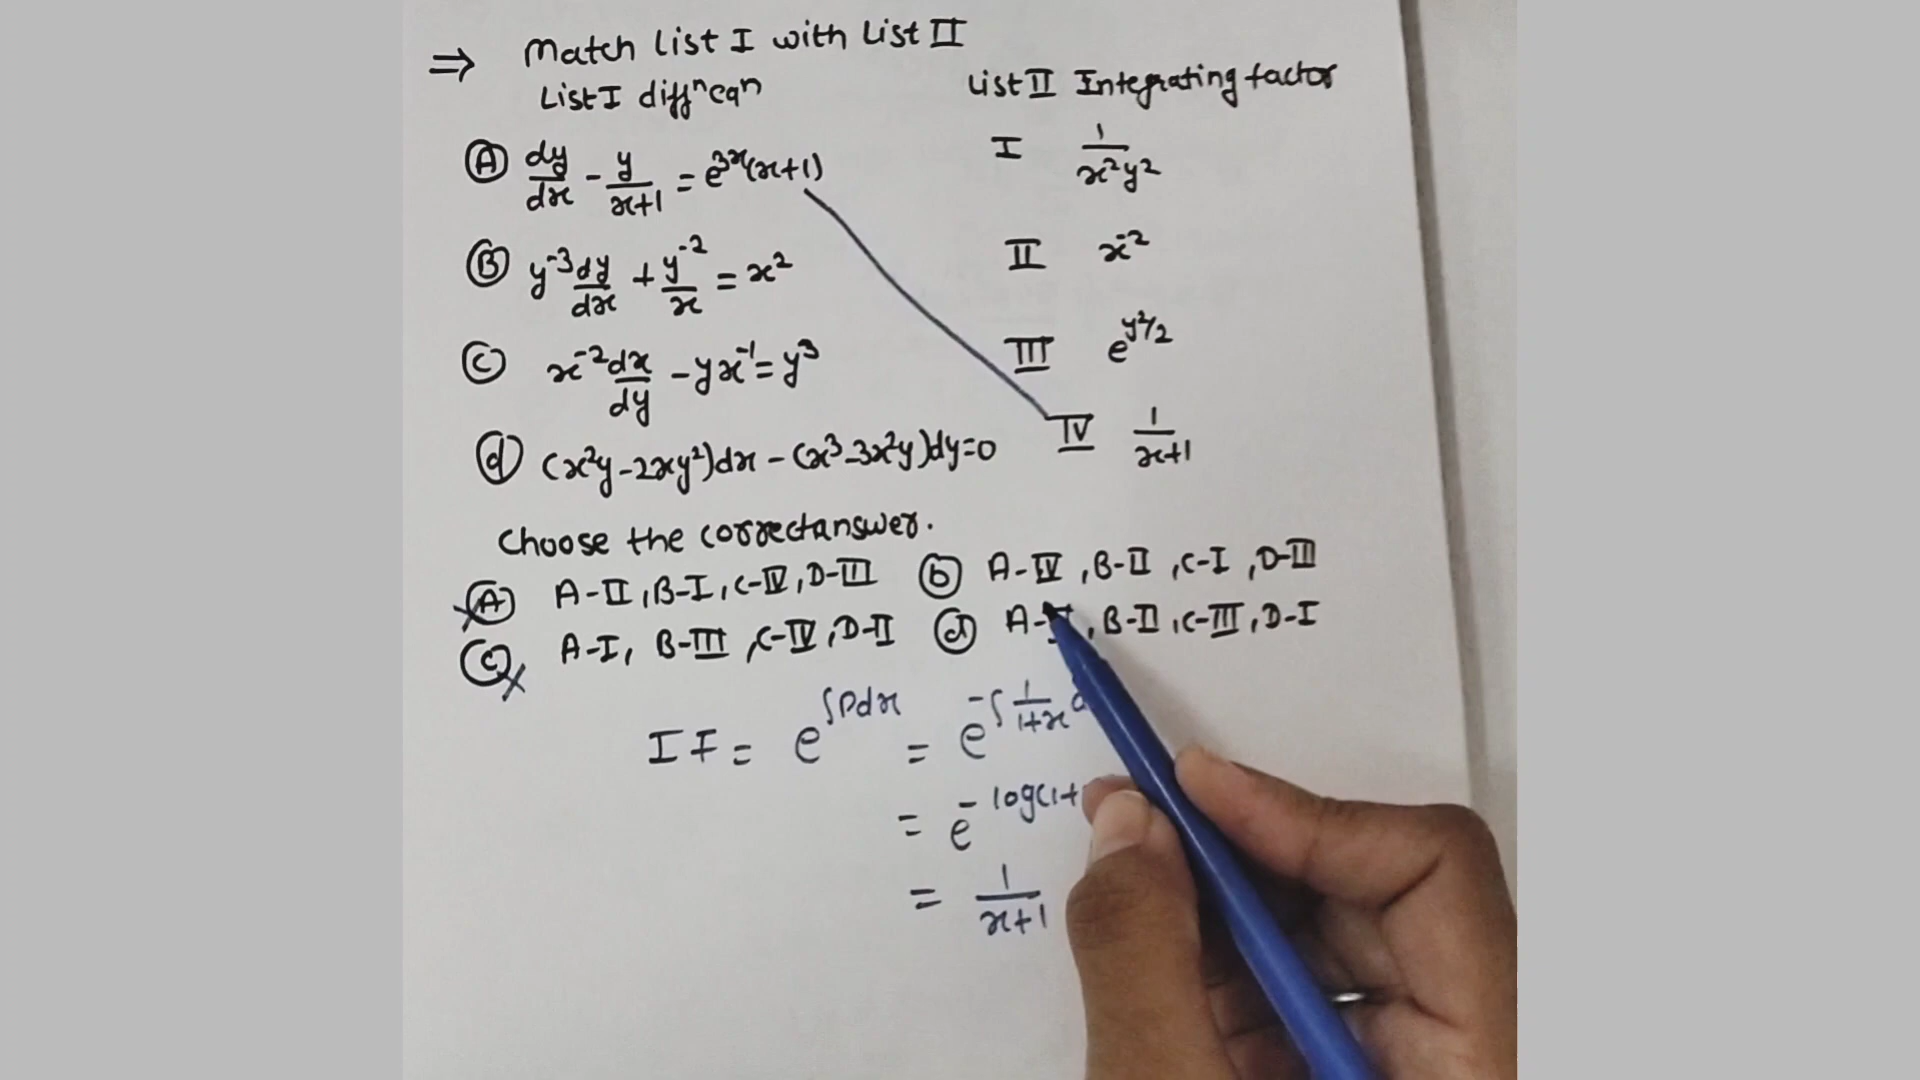 ⇒ Match List I with List II
List I diffⁿ eqⁿ List II Integrating factor
Ⓐ dy/dx - y/x+1 = e^3x(x+1) I 1/x²y²
Ⓑ y^-3 dy/dx + y^-2/x = x² II x^-2
Ⓒ x^-2 dx/dy - yx^-1 = y³ III e^y²/2
ⓓ (x²y-2xy²)dx - (x³-3x²y)dy=0 IV 1/x+1
Choose the correct answer.
Ⓐ A-II, B-I, C-IV, D-III ⓑ A-IV, B-II, C-I, D-III
Ⓒ A-I, B-III, C-IV, D-II ⓓ A- , B-II, C-III, D-I
IF = e^∫Pdx = e^-∫ 1/1+x
= e^- log(1+
= 1/x+1